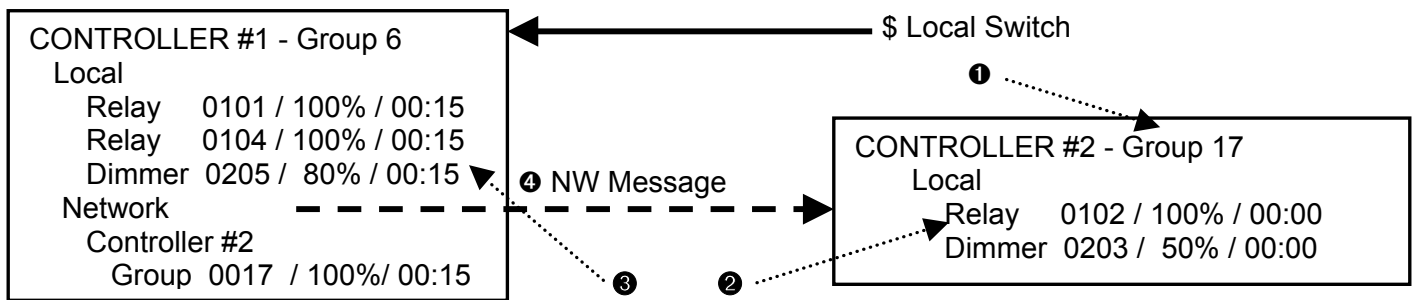 CONTROLLER #1 - Group 6
Local
Relay 0101 / 100% / 00:15
Relay 0104 / 100% / 00:15
Dimmer 0205 / 80% / 00:15
Network
Controller #2
Group 0017 / 100%/ 00:15
$ Local Switch
❶
❹ NW Message
CONTROLLER #2 - Group 17
Local
Relay 0102 / 100% / 00:00
Dimmer 0203 / 50% / 00:00
❸
❷